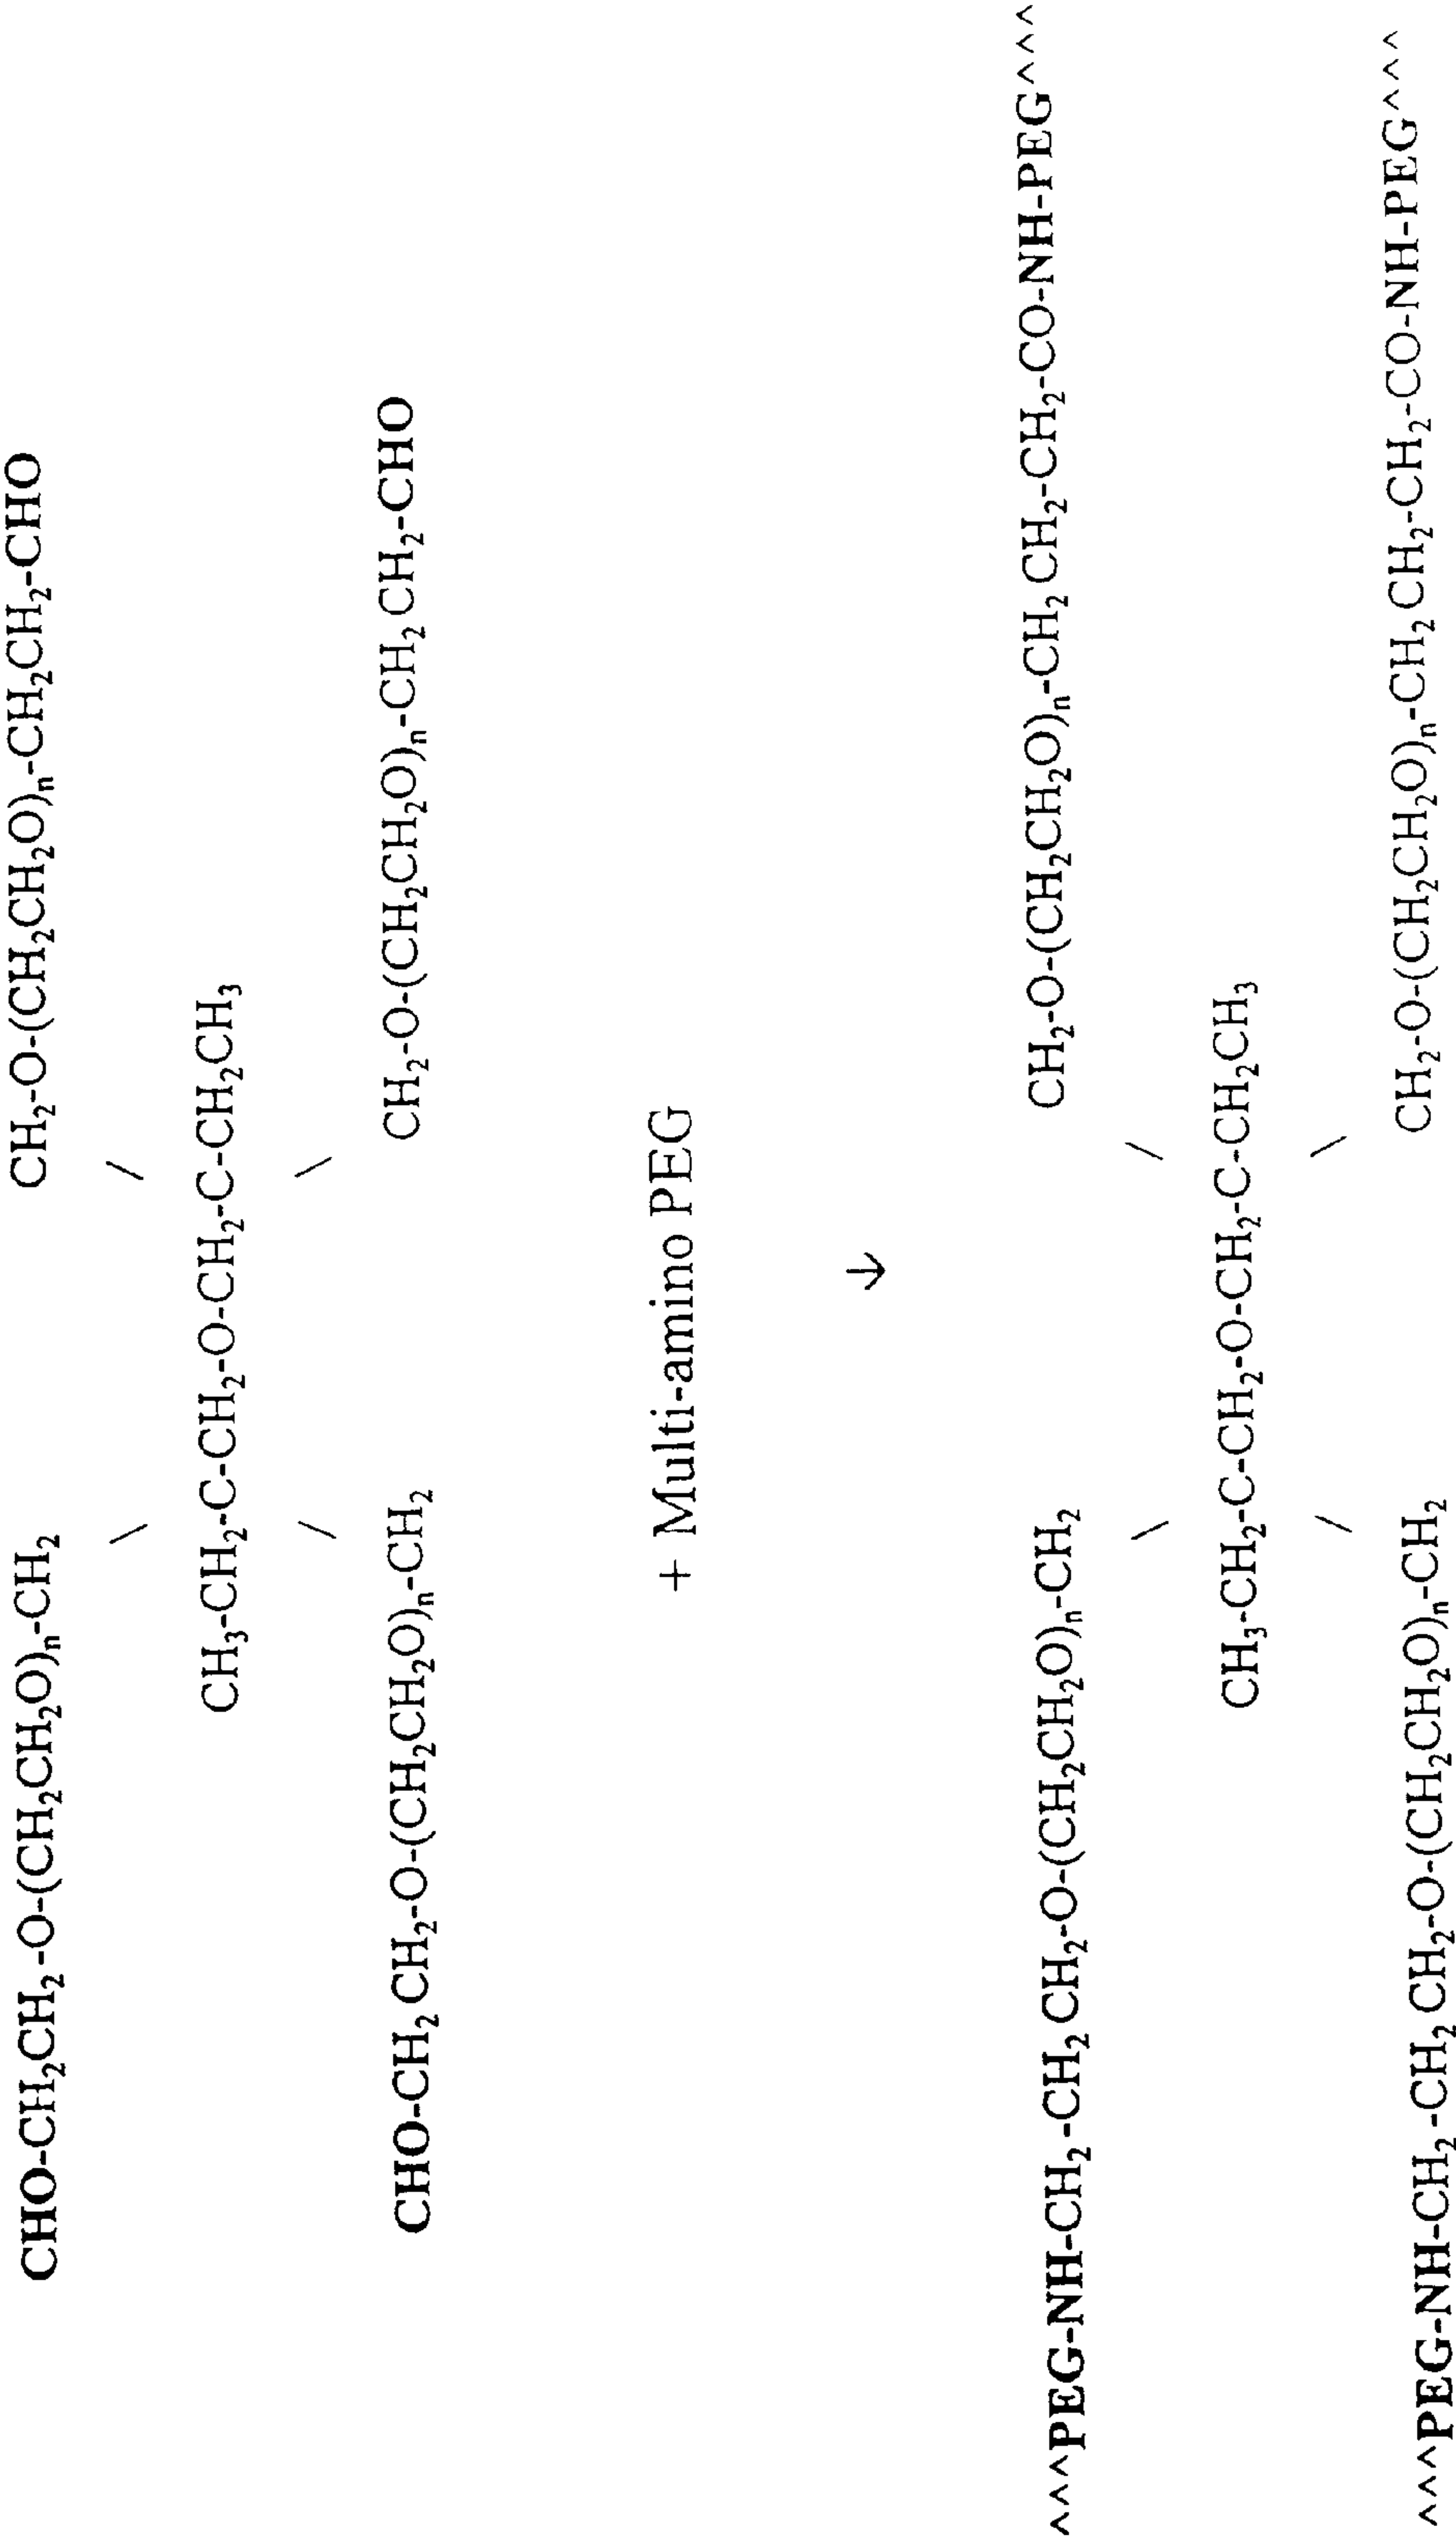 CHO-CH₂CH₂-O-(CH₂CH₂O)ₙ-CH₂ CH₂-O-(CH₂CH₂O)ₙ-CH₂CH₂-CHO
\ /
CH₃-CH₂-C-CH₂-O-CH₂-C-CH₂CH₃
/ \
CHO-CH₂CH₂-O-(CH₂CH₂O)ₙ-CH₂ CH₂-O-(CH₂CH₂O)ₙ-CH₂CH₂-CHO
+ Multi-amino PEG
↓
^^^PEG-NH-CH₂-CH₂CH₂-O-(CH₂CH₂O)ₙ-CH₂ CH₂-O-(CH₂CH₂O)ₙ-CH₂CH₂-CH₂-CO-NH-PEG^^^
\ /
CH₃-CH₂-C-CH₂-O-CH₂-C-CH₂CH₃
/ \
^^^PEG-NH-CH₂-CH₂CH₂-O-(CH₂CH₂O)ₙ-CH₂ CH₂-O-(CH₂CH₂O)ₙ-CH₂CH₂-CH₂-CO-NH-PEG^^^